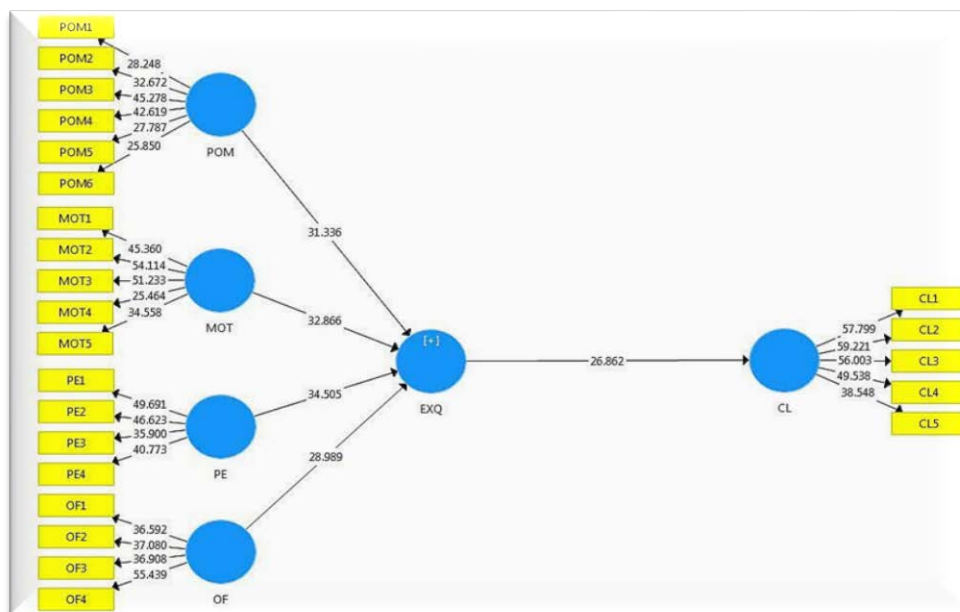 POM1
POM2
POM3
POM4
POM5
POM6
28.248
32.672
45.278
42.619
27.787
25.850
POM
31.336
MOT1
MOT2
MOT3
MOT4
MOT5
45.360
54.114
51.233
25.464
34.558
MOT
32.866
PE1
PE2
PE3
PE4
49.691
46.623
35.900
40.773
PE
34.505
OF1
OF2
OF3
OF4
36.592
37.080
36.908
55.439
OF
28.989
[+]
EXQ
26.862
CL
57.799
59.221
56.003
49.538
38.548
CL1
CL2
CL3
CL4
CL5